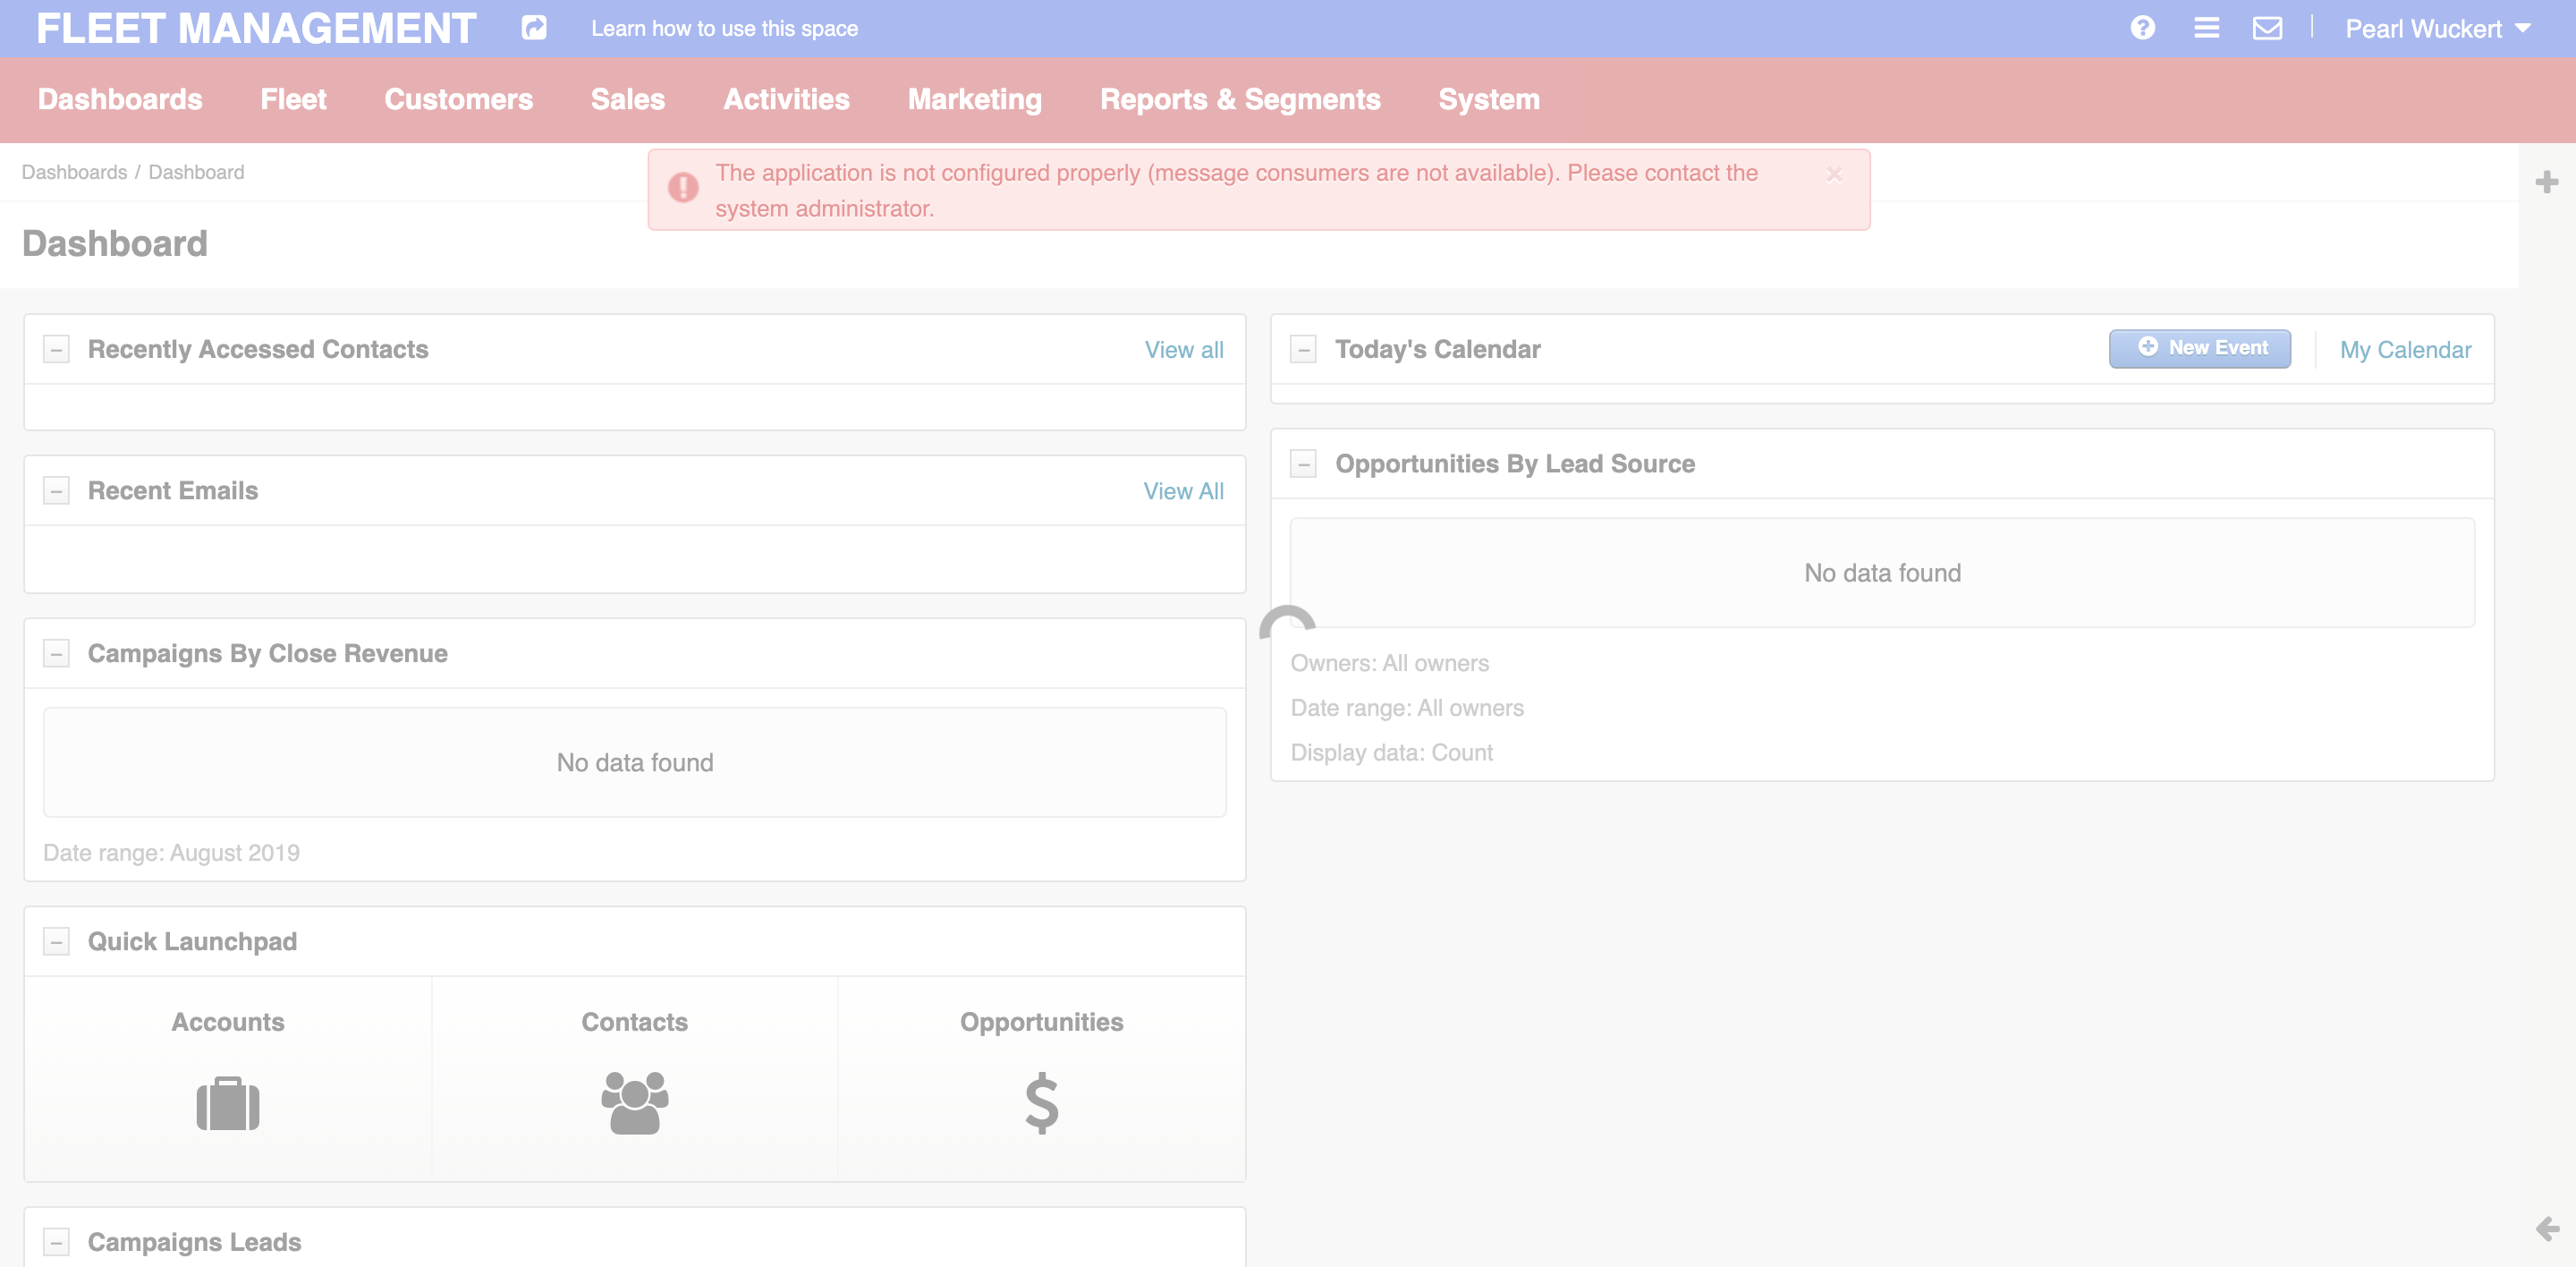 FLEET MANAGEMENT
Learn how to use this space
Pearl Wuckert
Dashboards Fleet Customers Sales Activities Marketing Reports & Segments System
Dashboards / Dashboard
The application is not configured properly (message consumers are not available). Please contact the
system administrator.
Dashboard
Recently Accessed Contacts
View all
Recent Emails
View All
Campaigns By Close Revenue
No data found
Date range: August 2019
Quick Launchpad
Accounts
Contacts
Opportunities
Campaigns Leads
Today's Calendar
New Event
My Calendar
Opportunities By Lead Source
No data found
Owners: All owners
Date range: All owners
Display data: Count